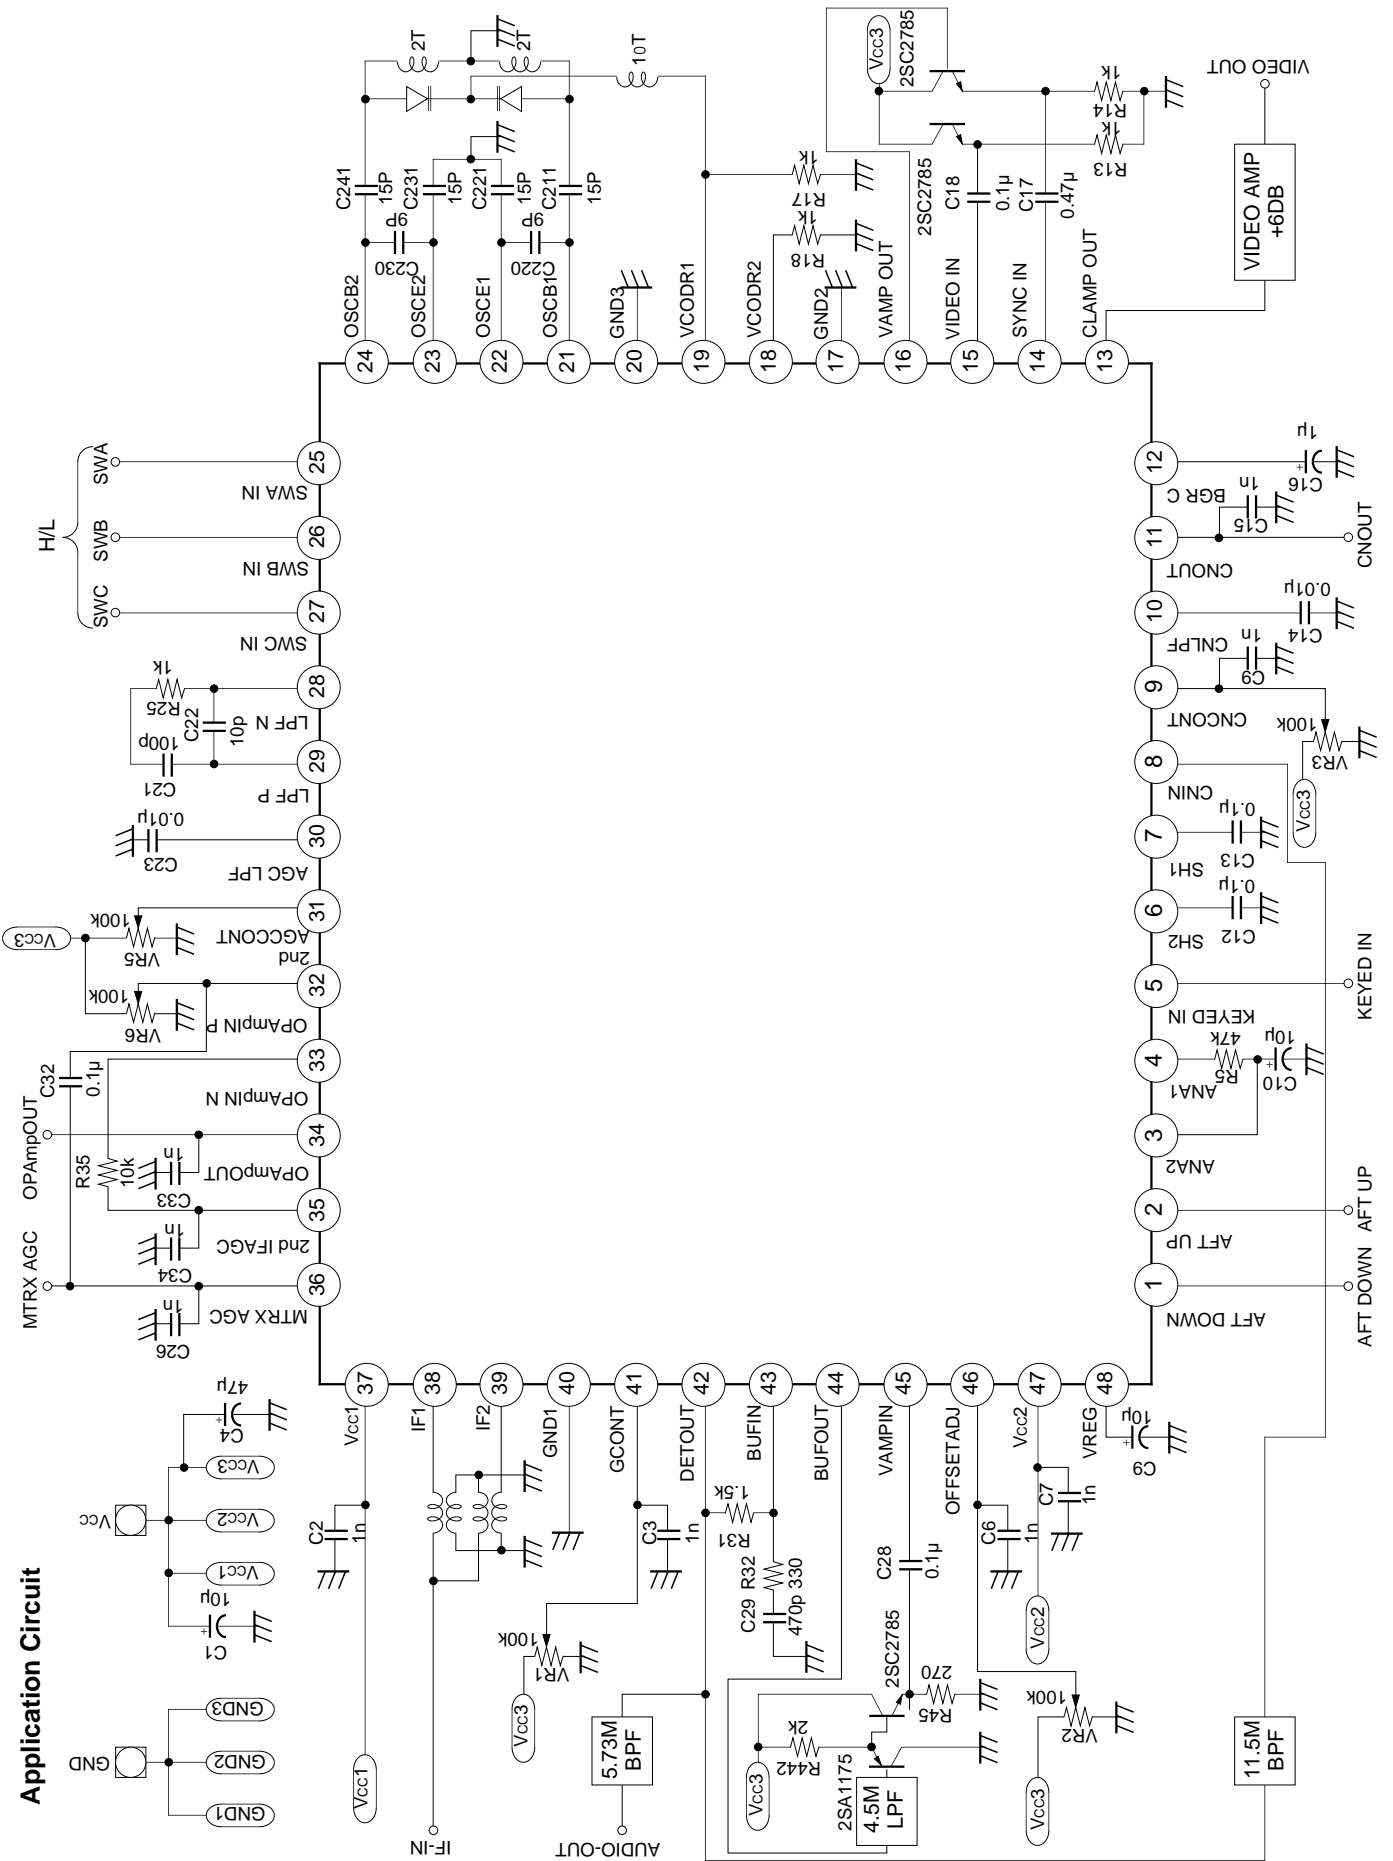 Application Circuit
GND
GND1
GND2
GND3
Vcc
Vcc1
Vcc2
Vcc3
C1
10µ
C4
47µ
MTRX AGC
OPAmpOUT
C32
0.1µ
R35
10k
C26
1n
C34
1n
C33
1n
Vcc3
VR6
100k
VR5
100k
C23
0.01µ
C21
100p
C22
10p
R25
1k
H/L
SWC
SWB
SWA
MTRX AGC
2nd IFAGC
OPAmpOUT
OPAmpIN N
OPAmpIN P
2nd
AGCCONT
AGC LPF
LPF P
LPF N
SWC IN
SWB IN
SWA IN
36
35
34
33
32
31
30
29
28
27
26
25
37
38
39
40
41
42
43
44
45
46
47
48
Vcc1
IF1
IF2
GND1
GCONT
DETOUT
BUFIN
BUFOUT
VAMPIN
OFFSETADJ
Vcc2
VREG
Vcc1
C2
1n
IF-IN
Vcc3
VR1
100k
C3
1n
AUDIO-OUT
5.73M
BPF
R31
1.5k
C29
R32
470p
330
Vcc3
R442
2k
2SA1175
4.5M
LPF
2SC2785
R45
270
C28
0.1µ
C6
1n
Vcc3
VR2
100k
Vcc2
C7
1n
C9
10µ
11.5M
BPF
24
23
22
21
20
19
18
17
16
15
14
13
OSCB2
OSCE2
OSCE1
OSCB1
GND3
VCODR1
VCODR2
GND2
VAMP OUT
VIDEO IN
SYNC IN
CLAMP OUT
C230
9P
C220
9P
C241
15P
C231
15P
C221
15P
C211
15P
2T
2T
10T
R17
1k
R18
1k
Vcc3
2SC2785
2SC2785
C18
0.1µ
C17
0.47µ
R14
1k
R13
1k
VIDEO AMP
+6DB
VIDEO OUT
1
2
3
4
5
6
7
8
9
10
11
12
AFT DOWN
AFT UP
ANA2
ANA1
KEYED IN
SH2
SH1
CNIN
CNCONT
CNLPF
CNOUT
BGR C
R5
47k
C10
10µ
C12
0.1µ
C13
0.1µ
Vcc3
VR3
100k
C9
1n
C14
0.01µ
C15
1n
C16
1µ
AFT DOWN
AFT UP
KEYED IN
CNOUT